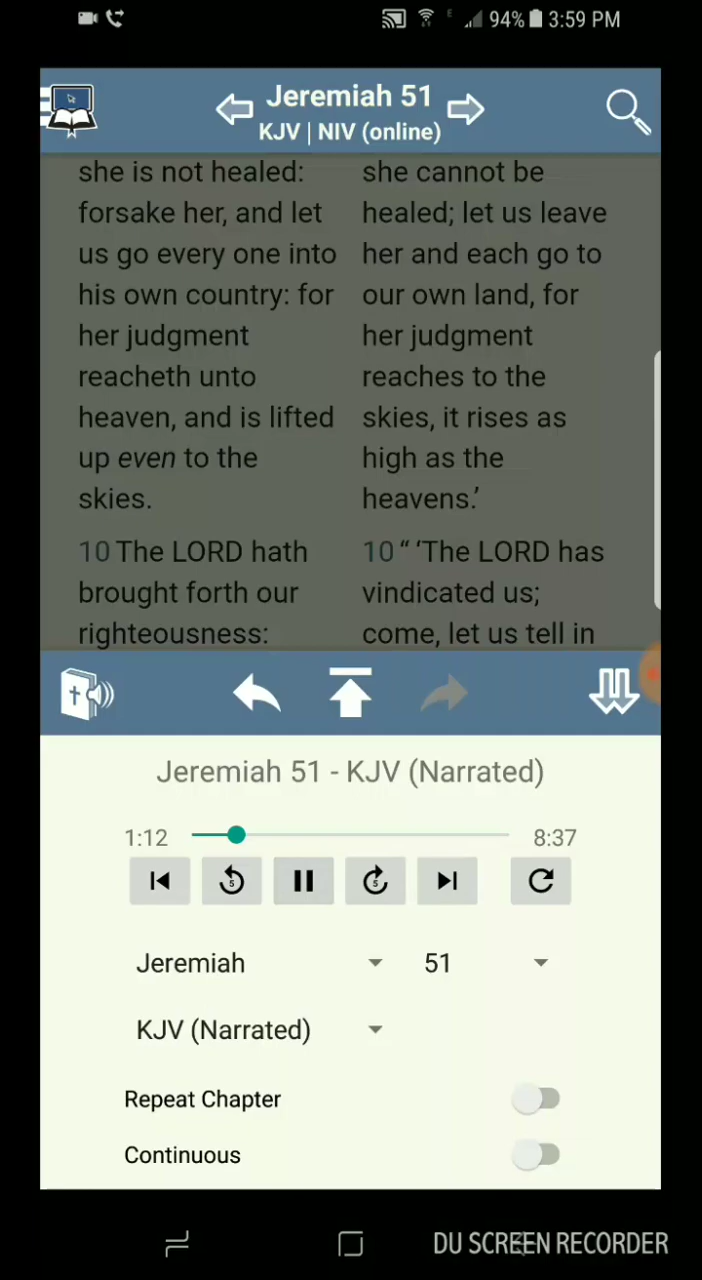 E 94% 3:59 PM
Jeremiah 51
KJV | NIV (online)
she is not healed:
forsake her, and let
us go every one into
his own country: for
her judgment
reacheth unto
heaven, and is lifted
up even to the
skies.
10 The LORD hath
brought forth our
righteousness:
she cannot be
healed; let us leave
her and each go to
our own land, for
her judgment
reaches to the
skies, it rises as
high as the
heavens.’
10 “ ‘The LORD has
vindicated us;
come, let us tell in
Jeremiah 51 - KJV (Narrated)
1:12 8:37
5 5
Jeremiah 51
KJV (Narrated)
Repeat Chapter
Continuous
DU SCREEN RECORDER